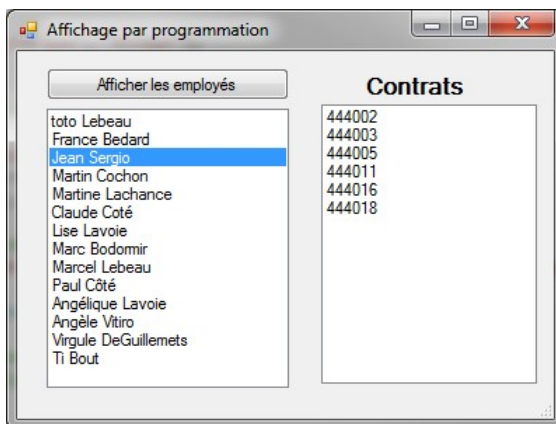 Affichage par programmation
Afficher les employés
toto Lebeau
France Bedard
Jean Sergio
Martin Cochon
Martine Lachance
Claude Coté
Lise Lavoie
Marc Bodormir
Marcel Lebeau
Paul Côté
Angélique Lavoie
Angèle Vitiro
Virgule DeGuillemets
Ti Bout
Contrats
444002
444003
444005
444011
444016
444018